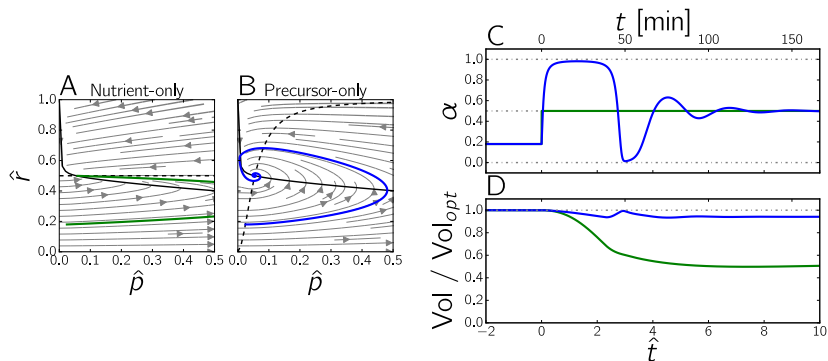 A Nutrient-only
1.0
0.8
0.6
0.4
0.2
0.0
r̂
0.0 0.1 0.2 0.3 0.4 0.5
p̂
B Precursor-only
0.0 0.1 0.2 0.3 0.4 0.5
p̂
t [min]
C 0 50 100 150
1.0
0.8
0.6
0.4
0.2
0.0
α
D
1.0
0.8
0.6
0.4
0.2
0.0
Vol / Vol_opt
−2 0 2 4 6 8 10
t̂